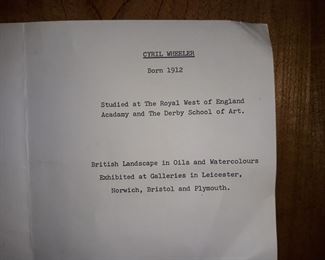 CYRIL WHEELER
Born 1912
Studied at The Royal West of England
Acadamy and The Derby School of Art.
British Landscape in Oils and Watercolours
Exhibited at Galleries in Leicester,
Norwich, Bristol and Plymouth.